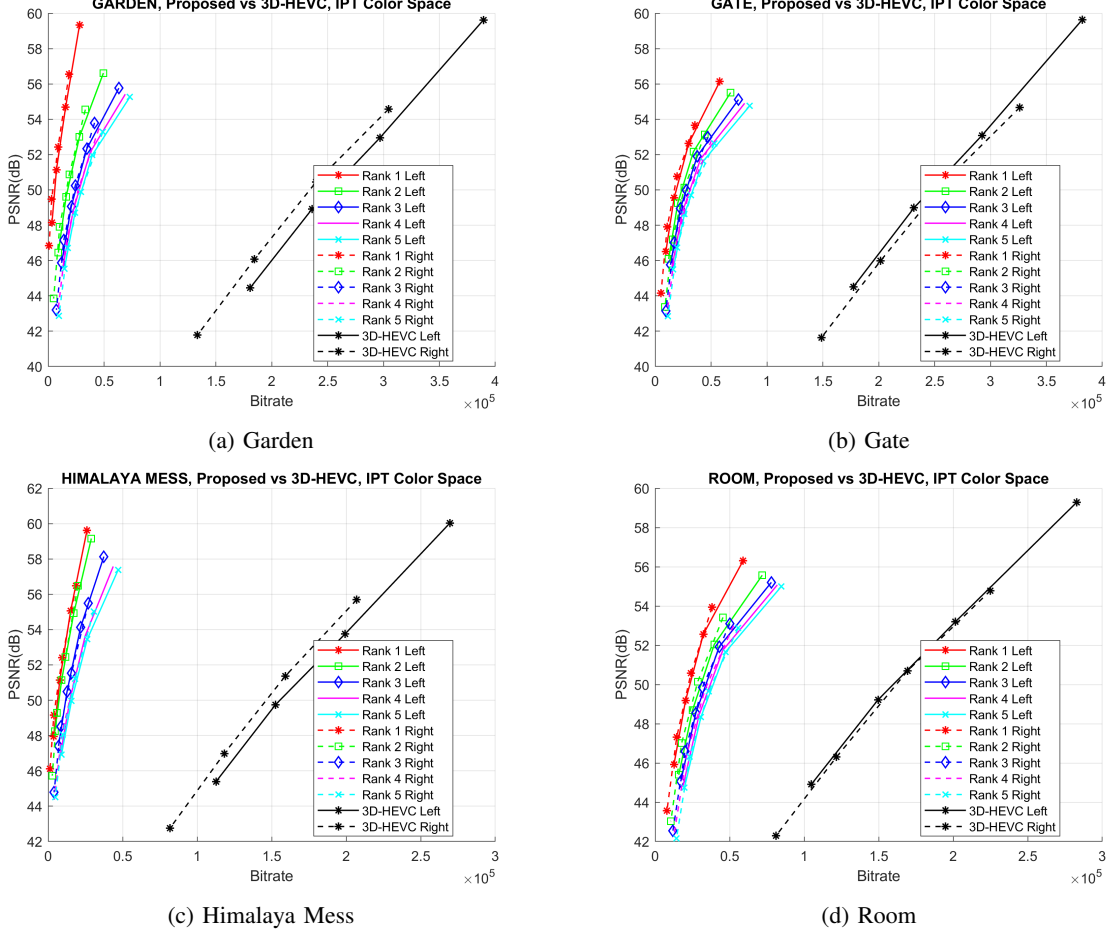 GARDEN, Proposed vs 3D-HEVC, IPT Color Space
60
58
56
54
52
50
48
46
44
42
40
PSNR(dB)
0 0.5 1 1.5 2 2.5 3 3.5 4
Bitrate
×10^5
Rank 1 Left
Rank 2 Left
Rank 3 Left
Rank 4 Left
Rank 5 Left
Rank 1 Right
Rank 2 Right
Rank 3 Right
Rank 4 Right
Rank 5 Right
3D-HEVC Left
3D-HEVC Right
(a) Garden
GATE, Proposed vs 3D-HEVC, IPT Color Space
60
58
56
54
52
50
48
46
44
42
40
PSNR(dB)
0 0.5 1 1.5 2 2.5 3 3.5 4
Bitrate
×10^5
Rank 1 Left
Rank 2 Left
Rank 3 Left
Rank 4 Left
Rank 5 Left
Rank 1 Right
Rank 2 Right
Rank 3 Right
Rank 4 Right
Rank 5 Right
3D-HEVC Left
3D-HEVC Right
(b) Gate
HIMALAYA MESS, Proposed vs 3D-HEVC, IPT Color Space
62
60
58
56
54
52
50
48
46
44
42
PSNR(dB)
0 0.5 1 1.5 2 2.5 3
Bitrate
×10^5
Rank 1 Left
Rank 2 Left
Rank 3 Left
Rank 4 Left
Rank 5 Left
Rank 1 Right
Rank 2 Right
Rank 3 Right
Rank 4 Right
Rank 5 Right
3D-HEVC Left
3D-HEVC Right
(c) Himalaya Mess
ROOM, Proposed vs 3D-HEVC, IPT Color Space
60
58
56
54
52
50
48
46
44
42
PSNR(dB)
0 0.5 1 1.5 2 2.5 3
Bitrate
×10^5
Rank 1 Left
Rank 2 Left
Rank 3 Left
Rank 4 Left
Rank 5 Left
Rank 1 Right
Rank 2 Right
Rank 3 Right
Rank 4 Right
Rank 5 Right
3D-HEVC Left
3D-HEVC Right
(d) Room